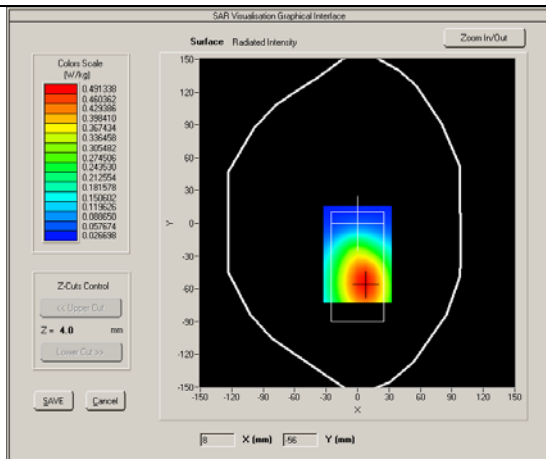 SAR Visualisation Graphical Interface
Surface Radiated Intensity
Zoom In/Out
Colors Scale
(W/kg)
0.491338
0.460362
0.429386
0.398410
0.367434
0.336458
0.305482
0.274506
0.243530
0.212554
0.181578
0.150602
0.119626
0.088650
0.057674
0.026698
Z-Cuts Control
<< Upper Cut
Z = 4.0 mm
Lower Cut >>
SAVE Cancel
150
120
90
60
30
0
-30
-60
-90
-120
-150
Y
-150 -120 -90 -60 -30 0 30 60 90 120 150
X
8 X (mm) -56 Y (mm)